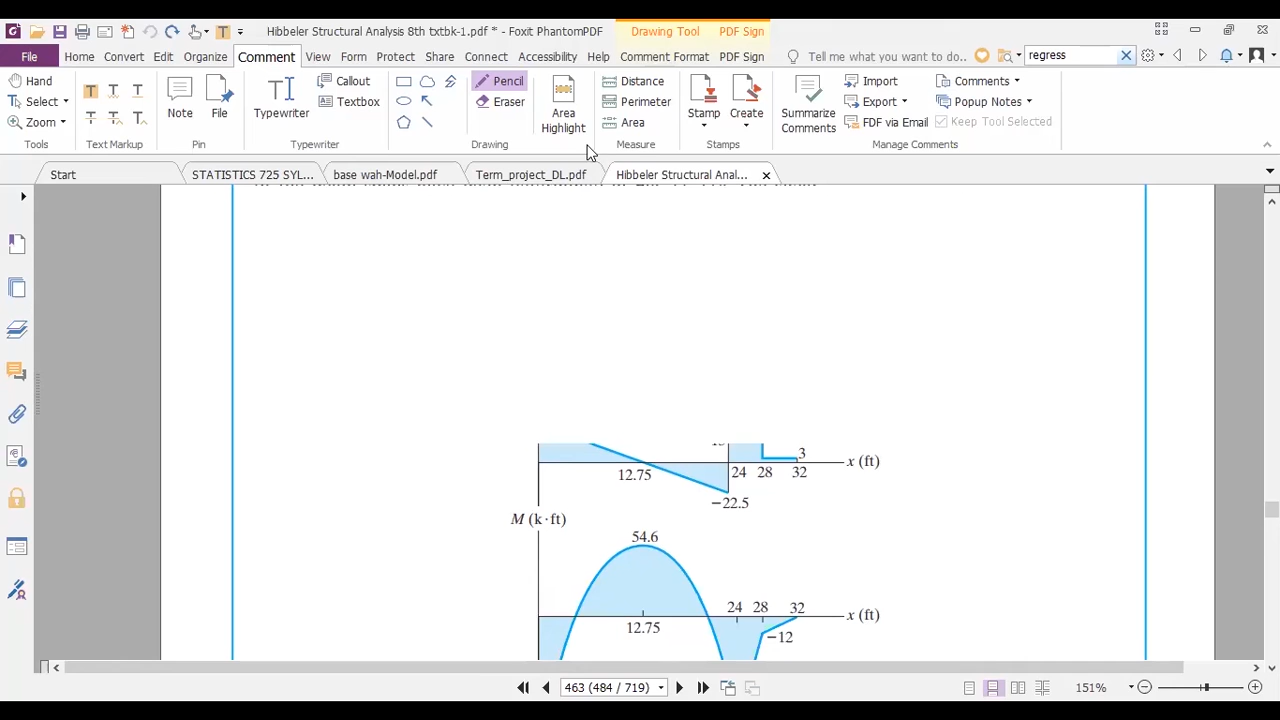 Hibbeler Structural Analysis 8th txtbk-1.pdf * - Foxit PhantomPDF
Drawing Tool
PDF Sign
File
Home
Convert
Edit
Organize
Comment
View
Form
Protect
Share
Connect
Accessibility
Help
Comment Format
PDF Sign
Tell me what you want to do..
regress
Hand
Select
Zoom
Tools
Text Markup
Note
File
Pin
Typewriter
Callout
Textbox
Typewriter
Pencil
Eraser
Drawing
Area
Highlight
Distance
Perimeter
Area
Measure
Stamp
Create
Stamps
Summarize
Comments
Import
Export
FDF via Email
Comments
Popup Notes
Keep Tool Selected
Manage Comments
Start
STATISTICS 725 SYL...
base wah-Model.pdf
Term_project_DL.pdf
Hibbeler Structural Anal...
3
x (ft)
12.75
24
28
32
−22.5
M (k·ft)
54.6
24
28
32
x (ft)
12.75
−12
463 (484 / 719)
151%